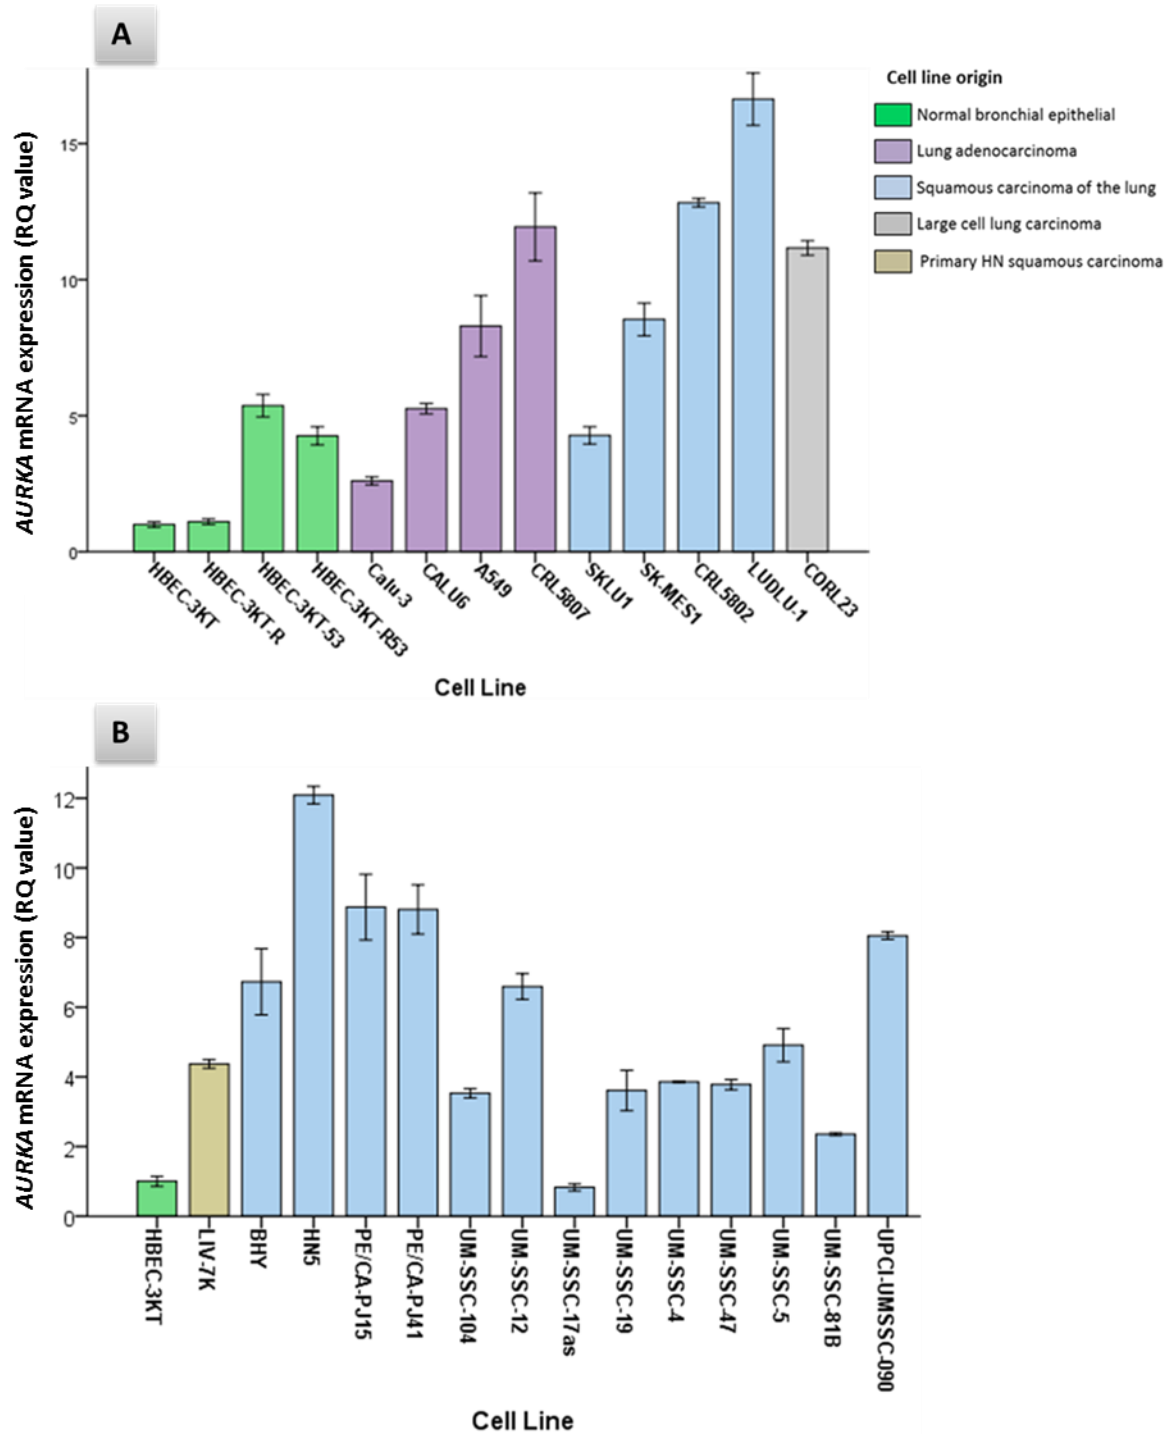 A
Cell line origin
Normal bronchial epithelial
Lung adenocarcinoma
Squamous carcinoma of the lung
Large cell lung carcinoma
Primary HN squamous carcinoma
AURKA mRNA expression (RQ value)
15
10
5
0
HBEC-3KT
HBEC-3KT-R
HBEC-3KT-53
HBEC-3KT-R53
Calu-3
CALU6
A549
CRL5807
SKLU1
SK-MES1
CRL5802
LUDLU-1
CORL23
Cell Line
B
AURKA mRNA expression (RQ value)
12
10
8
6
4
2
0
HBEC-3KT
LIV-7K
BHY
HN5
PE/CA-PJ15
PE/CA-PJ41
UM-SSC-104
UM-SSC-12
UM-SSC-17as
UM-SSC-19
UM-SSC-4
UM-SSC-47
UM-SSC-5
UM-SSC-81B
UPCI-UMSSC-090
Cell Line